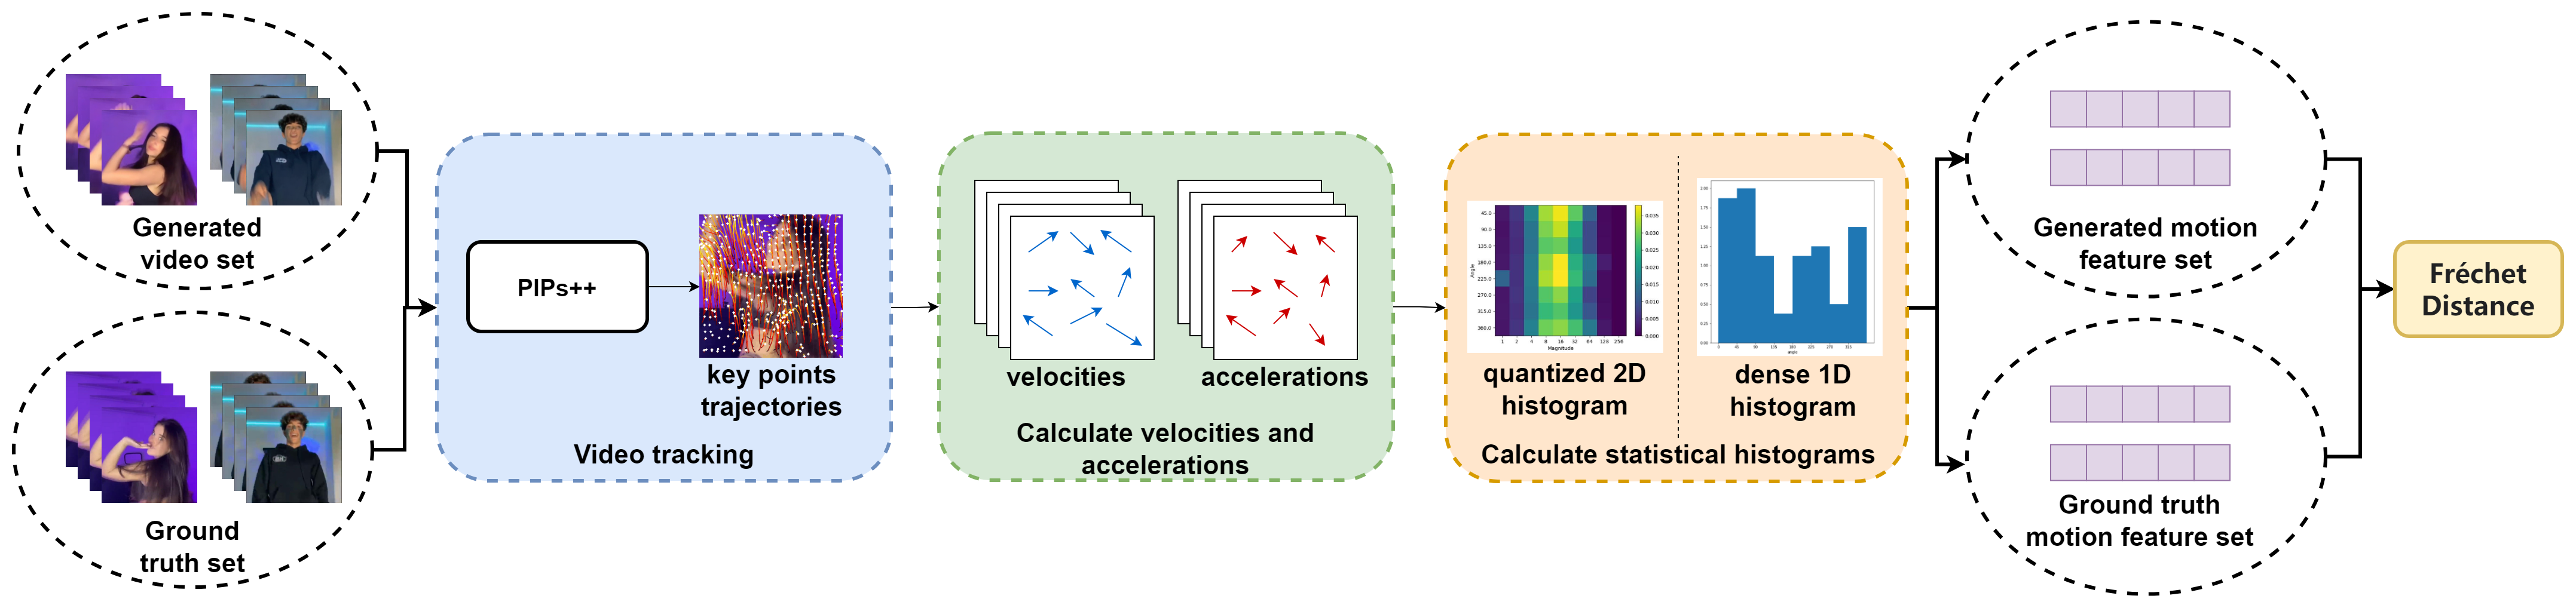 Generated
video set
Ground
truth set
PIPs++
key points
trajectories
Video tracking
velocities
accelerations
Calculate velocities and
accelerations
quantized 2D
histogram
dense 1D
histogram
Calculate statistical histograms
Generated motion
feature set
Ground truth
motion feature set
Fréchet
Distance